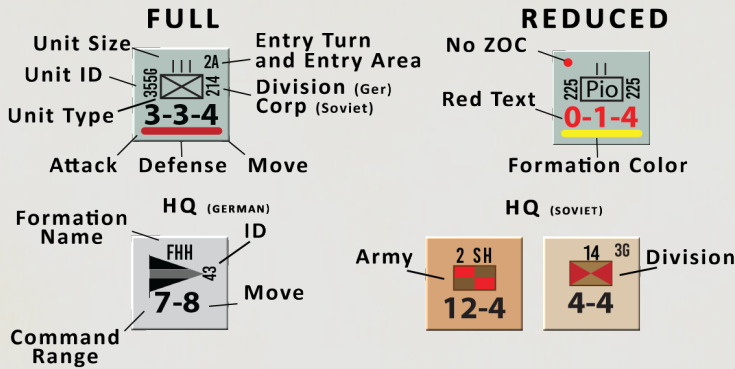 FULL
Unit Size
Unit ID
Unit Type
2A
355G
214
3-3-4
Entry Turn
and Entry Area
Division (Ger)
Corp (Soviet)
Attack Defense Move
REDUCED
No ZOC
Red Text
225
Pio
225
0-1-4
Formation Color
HQ (GERMAN)
Formation
Name
ID
FHH
43
7-8
Move
Command
Range
HQ (SOVIET)
Army
2 SH
12-4
14
3G
4-4
Division